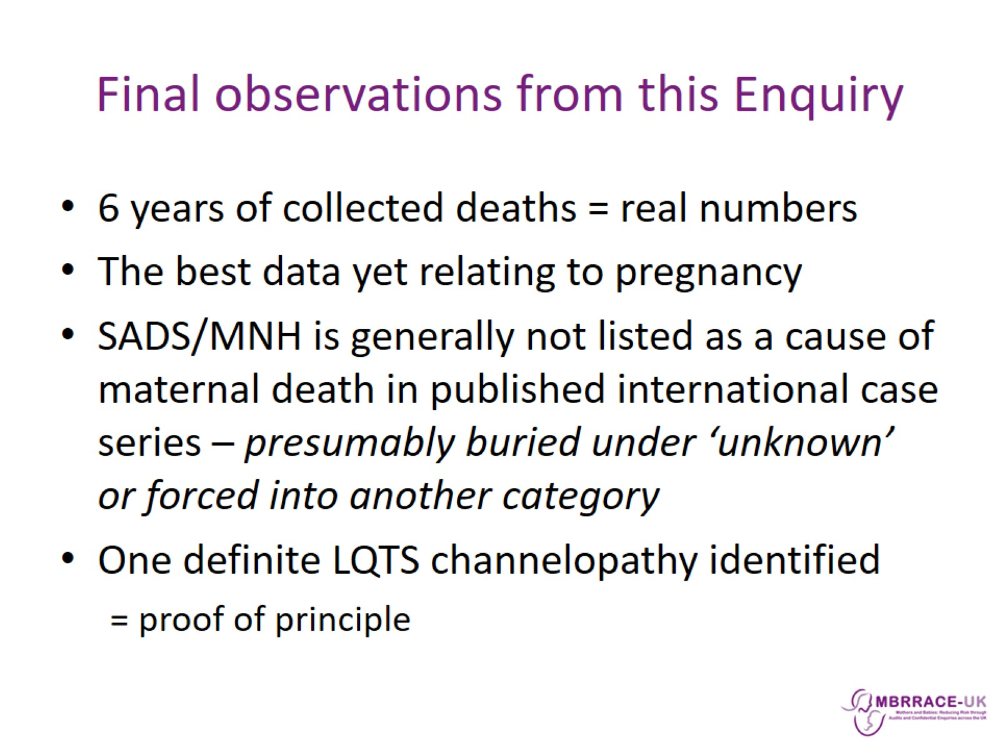 Final observations from this Enquiry
• 6 years of collected deaths = real numbers
• The best data yet relating to pregnancy
• SADS/MNH is generally not listed as a cause of
maternal death in published international case
series – presumably buried under ‘unknown’
or forced into another category
• One definite LQTS channelopathy identified
= proof of principle
MBRRACE-UK
Mothers and Babies: Reducing Risk through
Audits and Confidential Enquiries across the UK